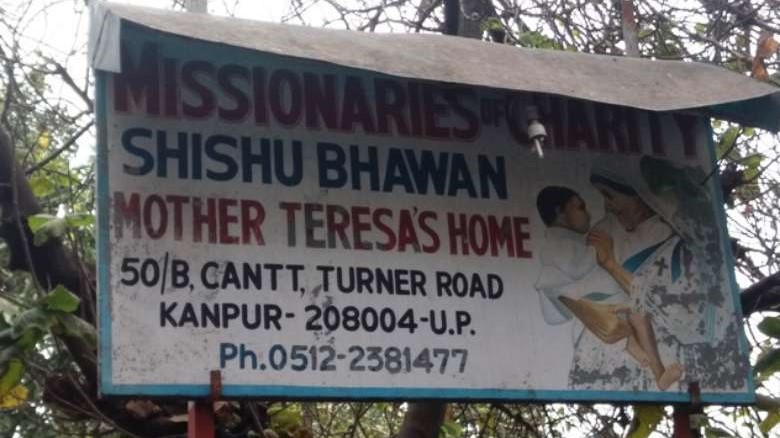 MISSIONARIES OF CHARITY
SHISHU BHAWAN
MOTHER TERESA'S HOME
50/B, CANTT, TURNER ROAD
KANPUR- 208004-U.P.
Ph.0512-2381477